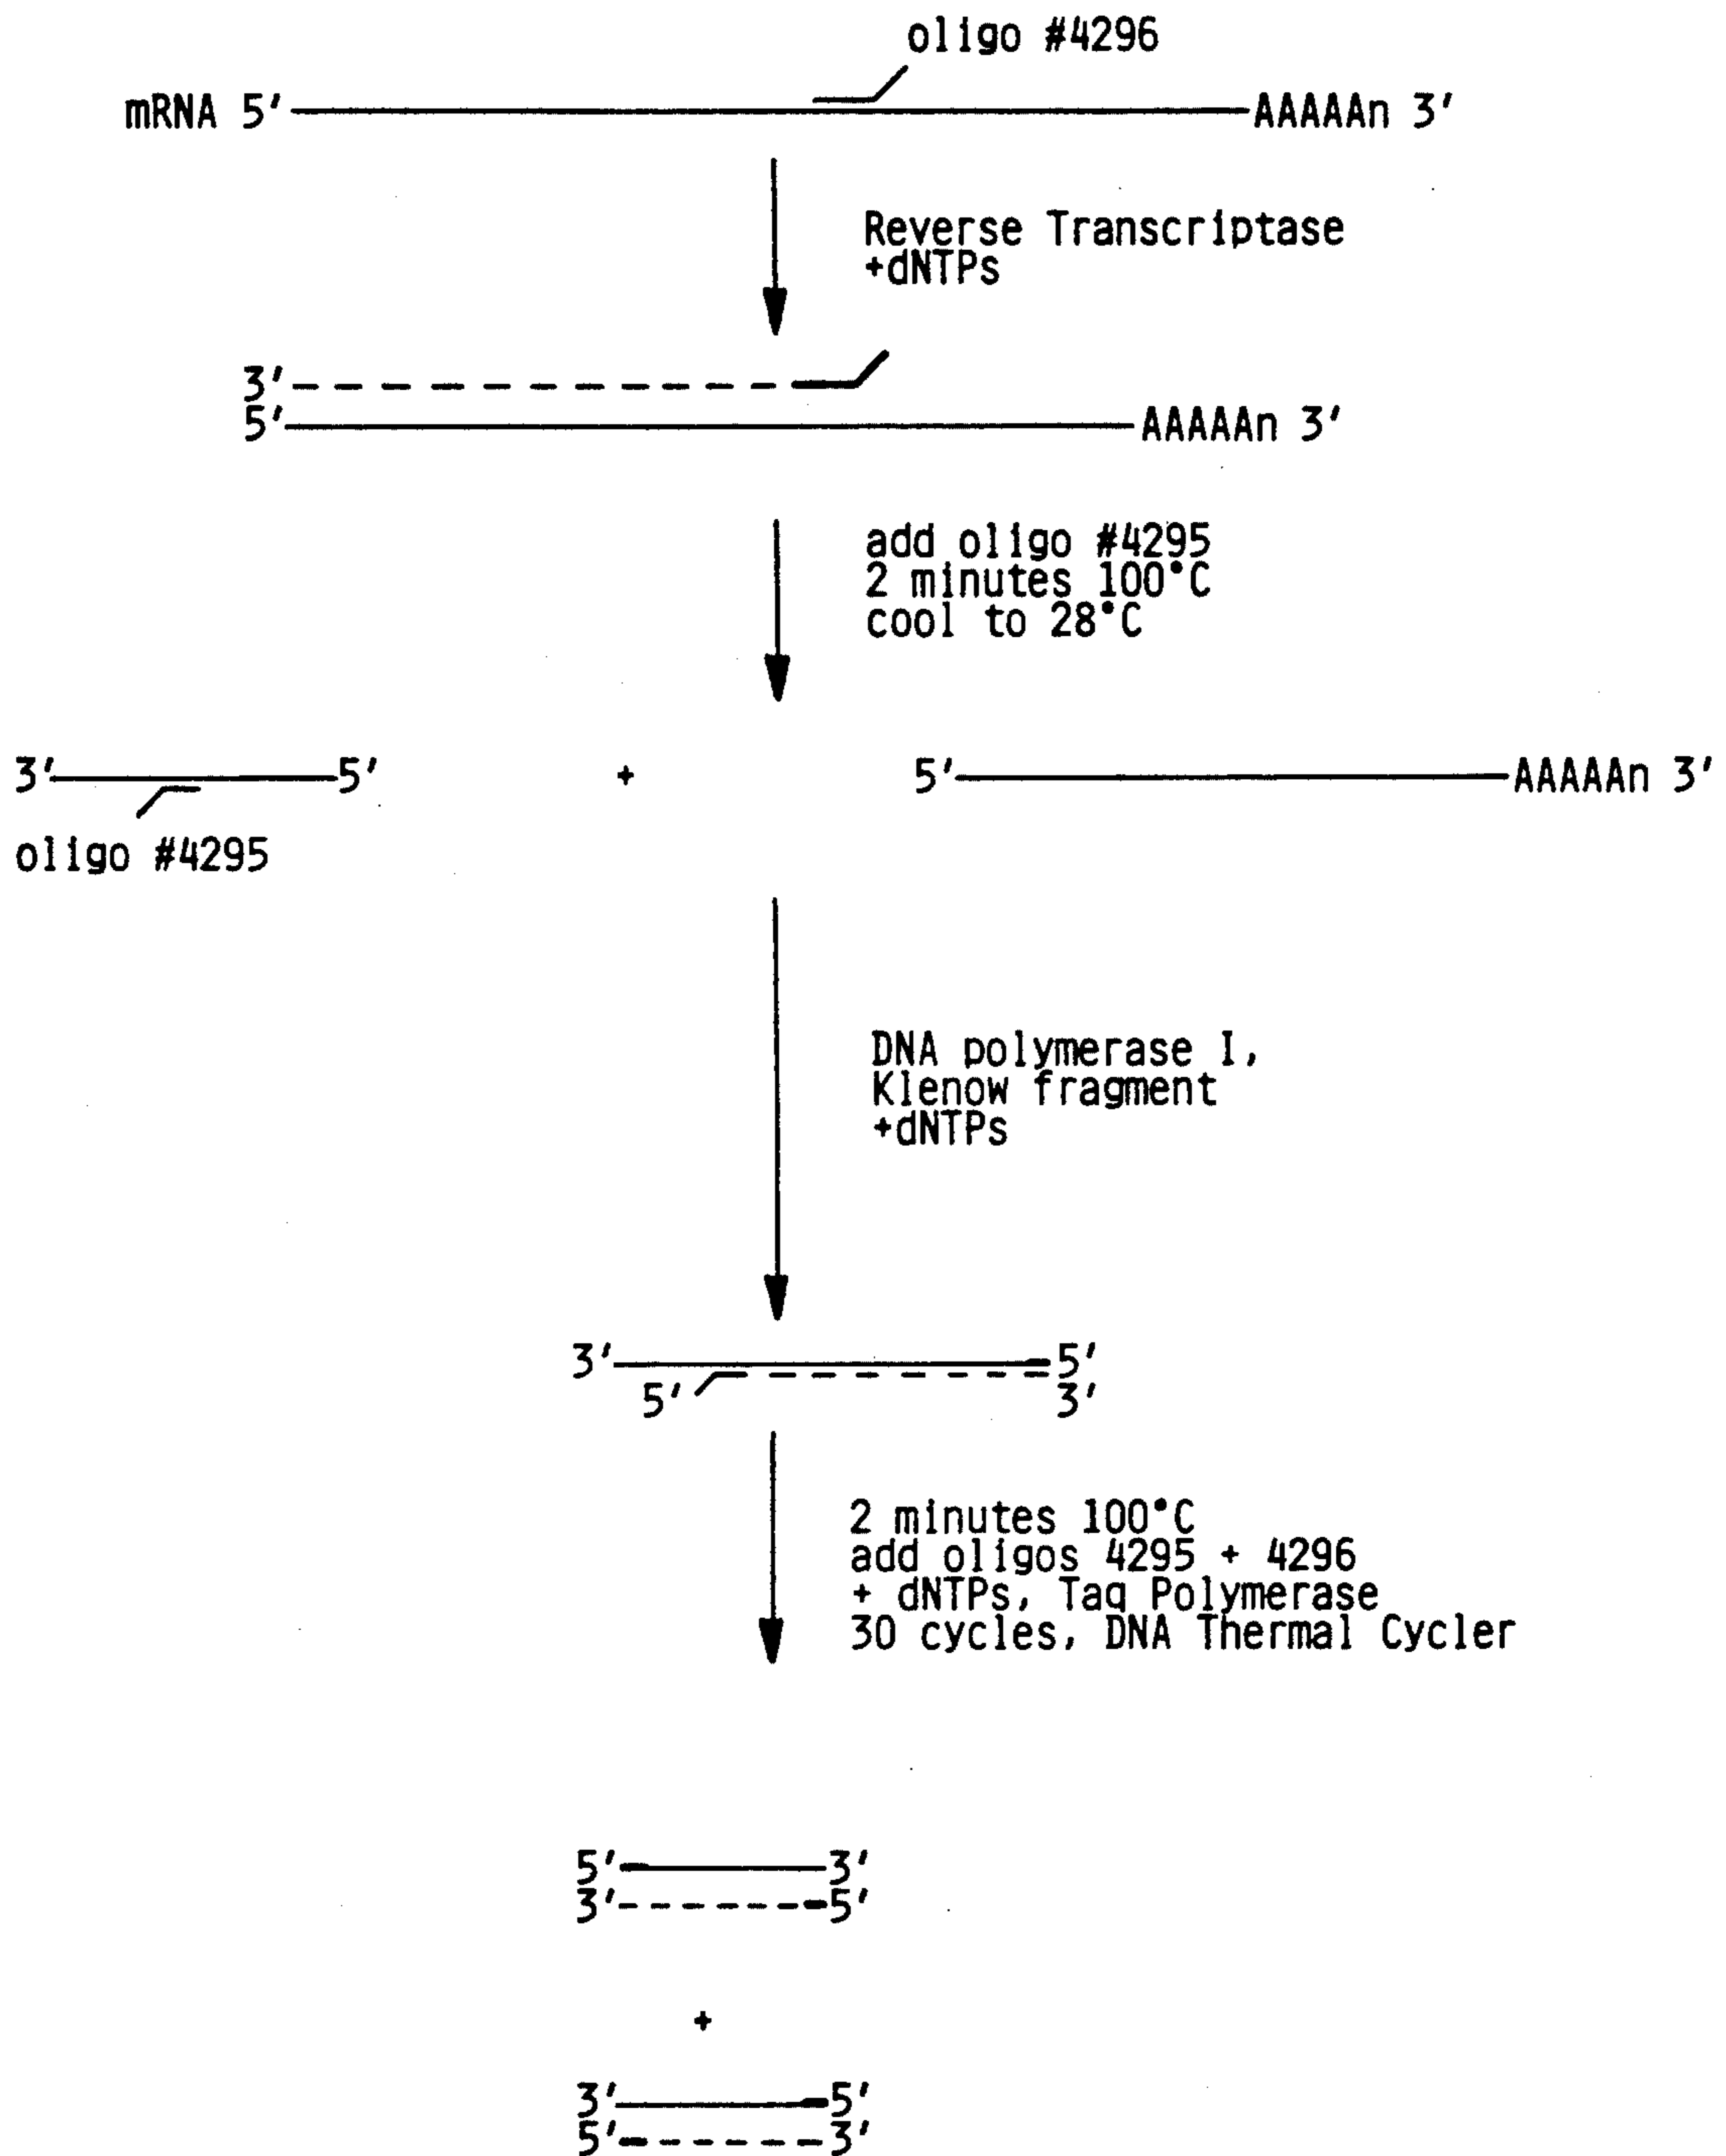 oligo #4296
mRNA 5' AAAAAn 3'
Reverse Transcriptase
+dNTPs
3'
5' AAAAAn 3'
add oligo #4295
2 minutes 100°C
cool to 28°C
3' 5' + 5' AAAAAn 3'
oligo #4295
DNA polymerase I,
Klenow fragment
+dNTPs
3' 5'
5' 3'
2 minutes 100°C
add oligos 4295 + 4296
+ dNTPs, Taq Polymerase
30 cycles, DNA Thermal Cycler
5' 3'
3' 5'
+
3' 5'
5' 3'